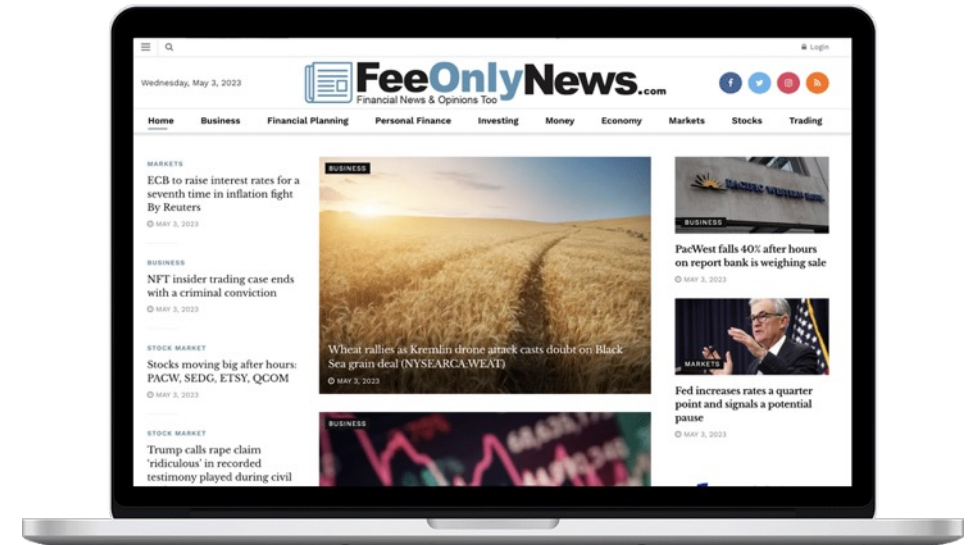 Login
Wednesday, May 3, 2023
FeeOnlyNews.com
Financial News & Opinions Too
Home Business Financial Planning Personal Finance Investing Money Economy Markets Stocks Trading
MARKETS
ECB to raise interest rates for a
seventh time in inflation fight
By Reuters
MAY 3, 2023
BUSINESS
NFT insider trading case ends
with a criminal conviction
MAY 3, 2023
STOCK MARKET
Stocks moving big after hours:
PACW, SEDG, ETSY, QCOM
MAY 3, 2023
STOCK MARKET
Trump calls rape claim
'ridiculous' in recorded
testimony played during civil
BUSINESS
Wheat rallies as Kremlin drone attack casts doubt on Black
Sea grain deal (NYSEARCA:WEAT)
MAY 3, 2023
BUSINESS
PACIFIC WESTERN BANK
BUSINESS
PacWest falls 40% after hours
on report bank is weighing sale
MAY 3, 2023
MARKETS
Fed increases rates a quarter
point and signals a potential
pause
MAY 3, 2023